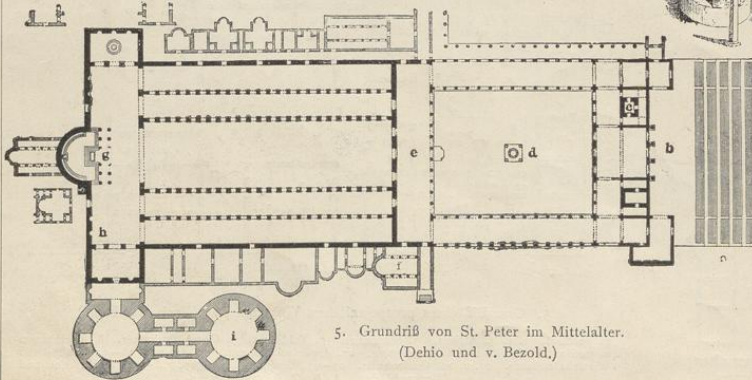 c
b
g
e
d
h
f
i
a
5. Grundriß von St. Peter im Mittelalter.
(Dehio und v. Bezold.)